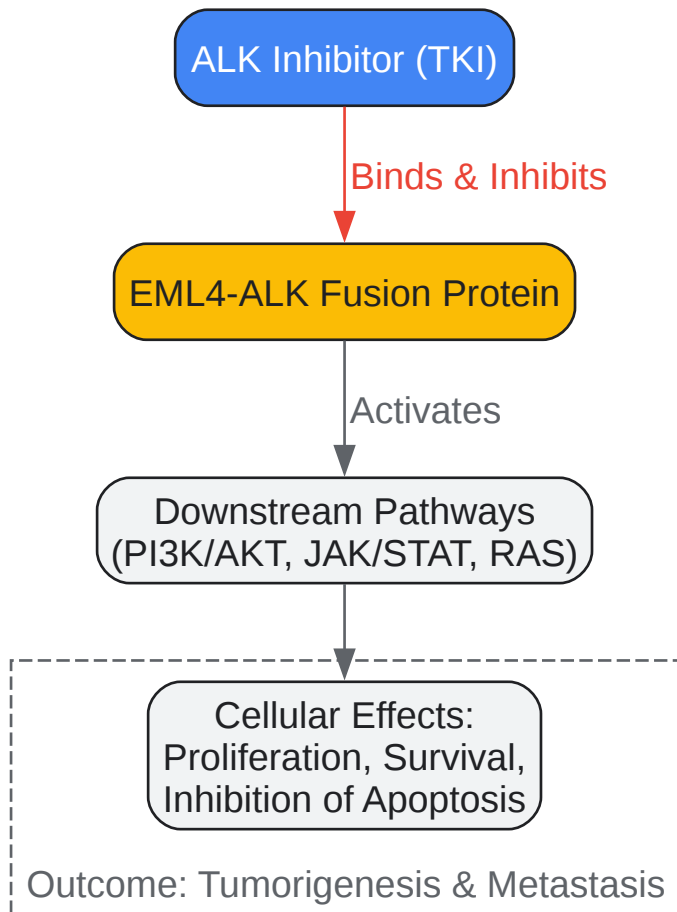 ALK Inhibitor (TKI)
Binds & Inhibits
EML4-ALK Fusion Protein
Activates
Downstream Pathways
(PI3K/AKT, JAK/STAT, RAS)
Cellular Effects:
Proliferation, Survival,
Inhibition of Apoptosis
Outcome: Tumorigenesis & Metastasis